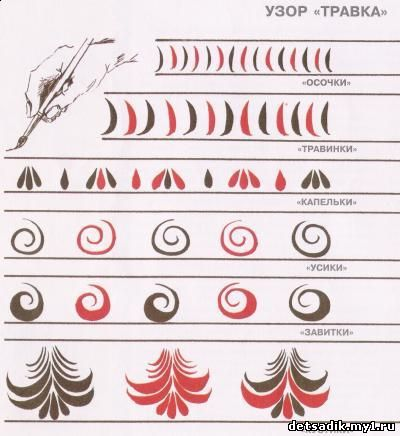 УЗОР «ТРАВКА»
«ОСОЧКИ»
«ТРАВИНКИ»
«КАПЕЛЬКИ»
«УСИКИ»
«ЗАВИТКИ»
detsadik.my1.ru